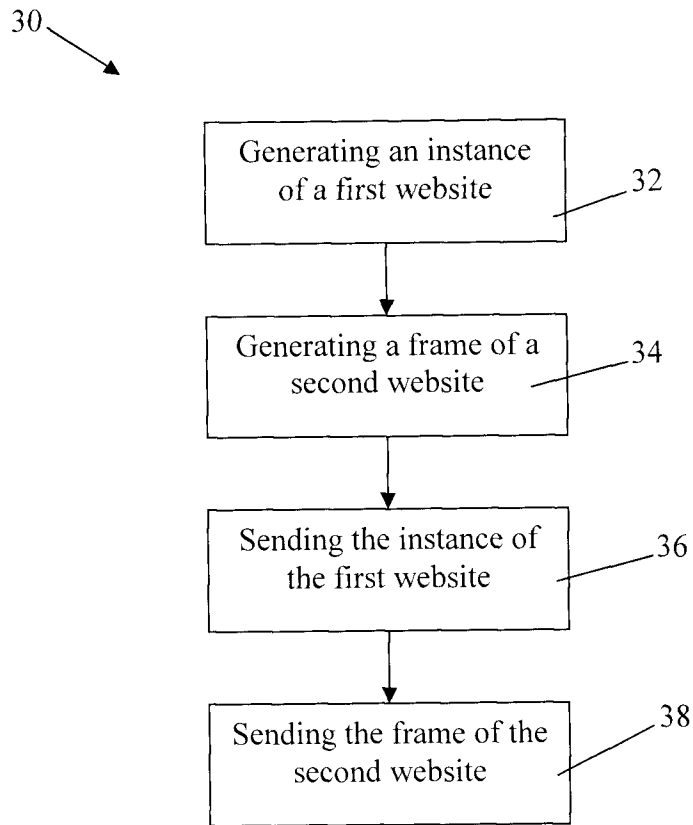 30
Generating an instance
of a first website
32
Generating a frame of a
second website
34
Sending the instance of
the first website
36
Sending the frame of the
second website
38